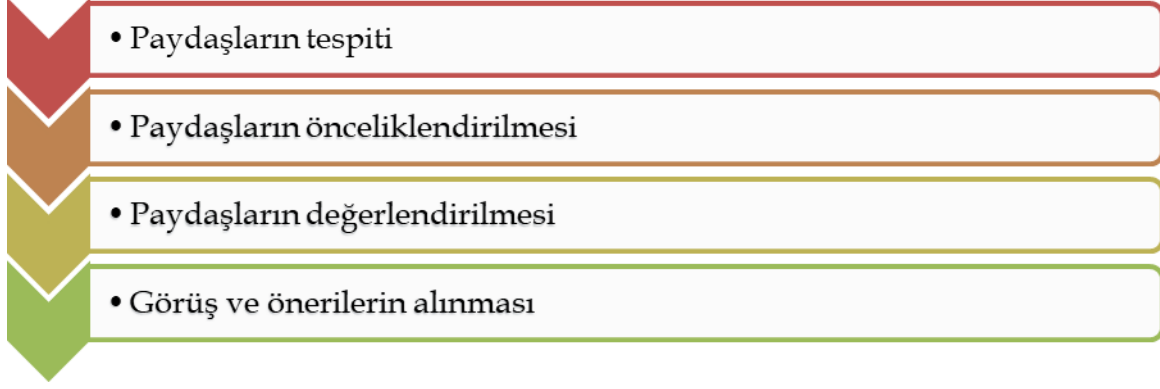 • Paydaşların tespiti
• Paydaşların önceliklendirilmesi
• Paydaşların değerlendirilmesi
• Görüş ve önerilerin alınması